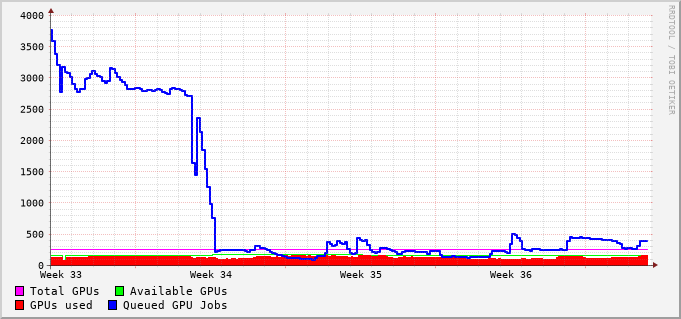 RRDTOOL / TOBI OETIKER
4000
3500
3000
2500
2000
1500
1000
500
0
Week 33 Week 34 Week 35 Week 36
Total GPUs Available GPUs
GPUs used Queued GPU Jobs